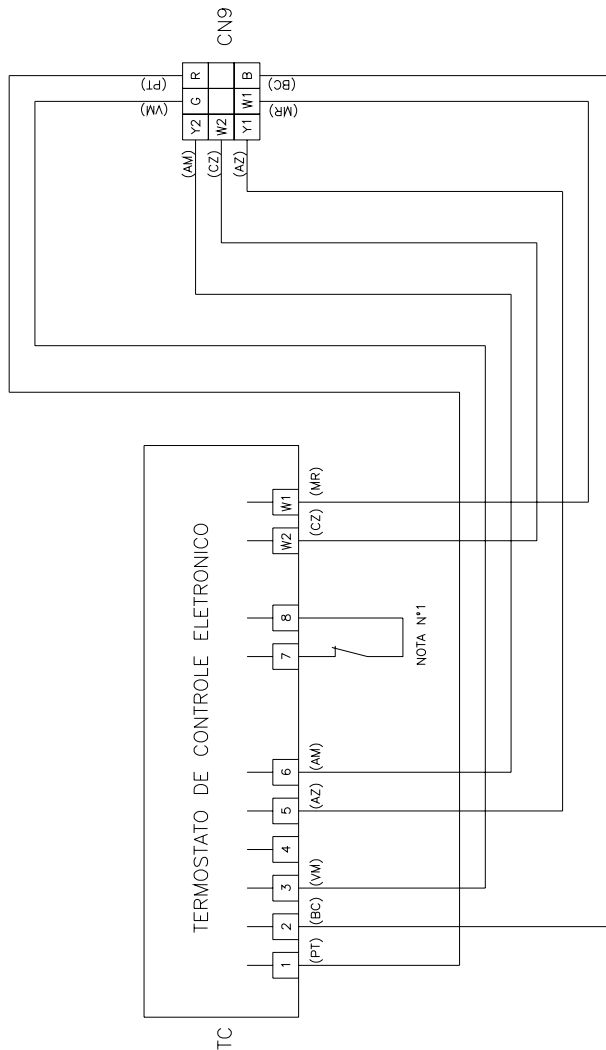 TC
TERMOSTATO DE CONTROLE ELETRONICO
1 2 3 4 5 6 7 8 W2 W1
(PT) (BC) (VM) (AZ) (AM) (CZ) (MR)
NOTA Nº1
(AM) (VM) (PT)
Y2 G R
(CZ) W2
CN9
Y1 W1 B
(AZ) (MR) (BC)